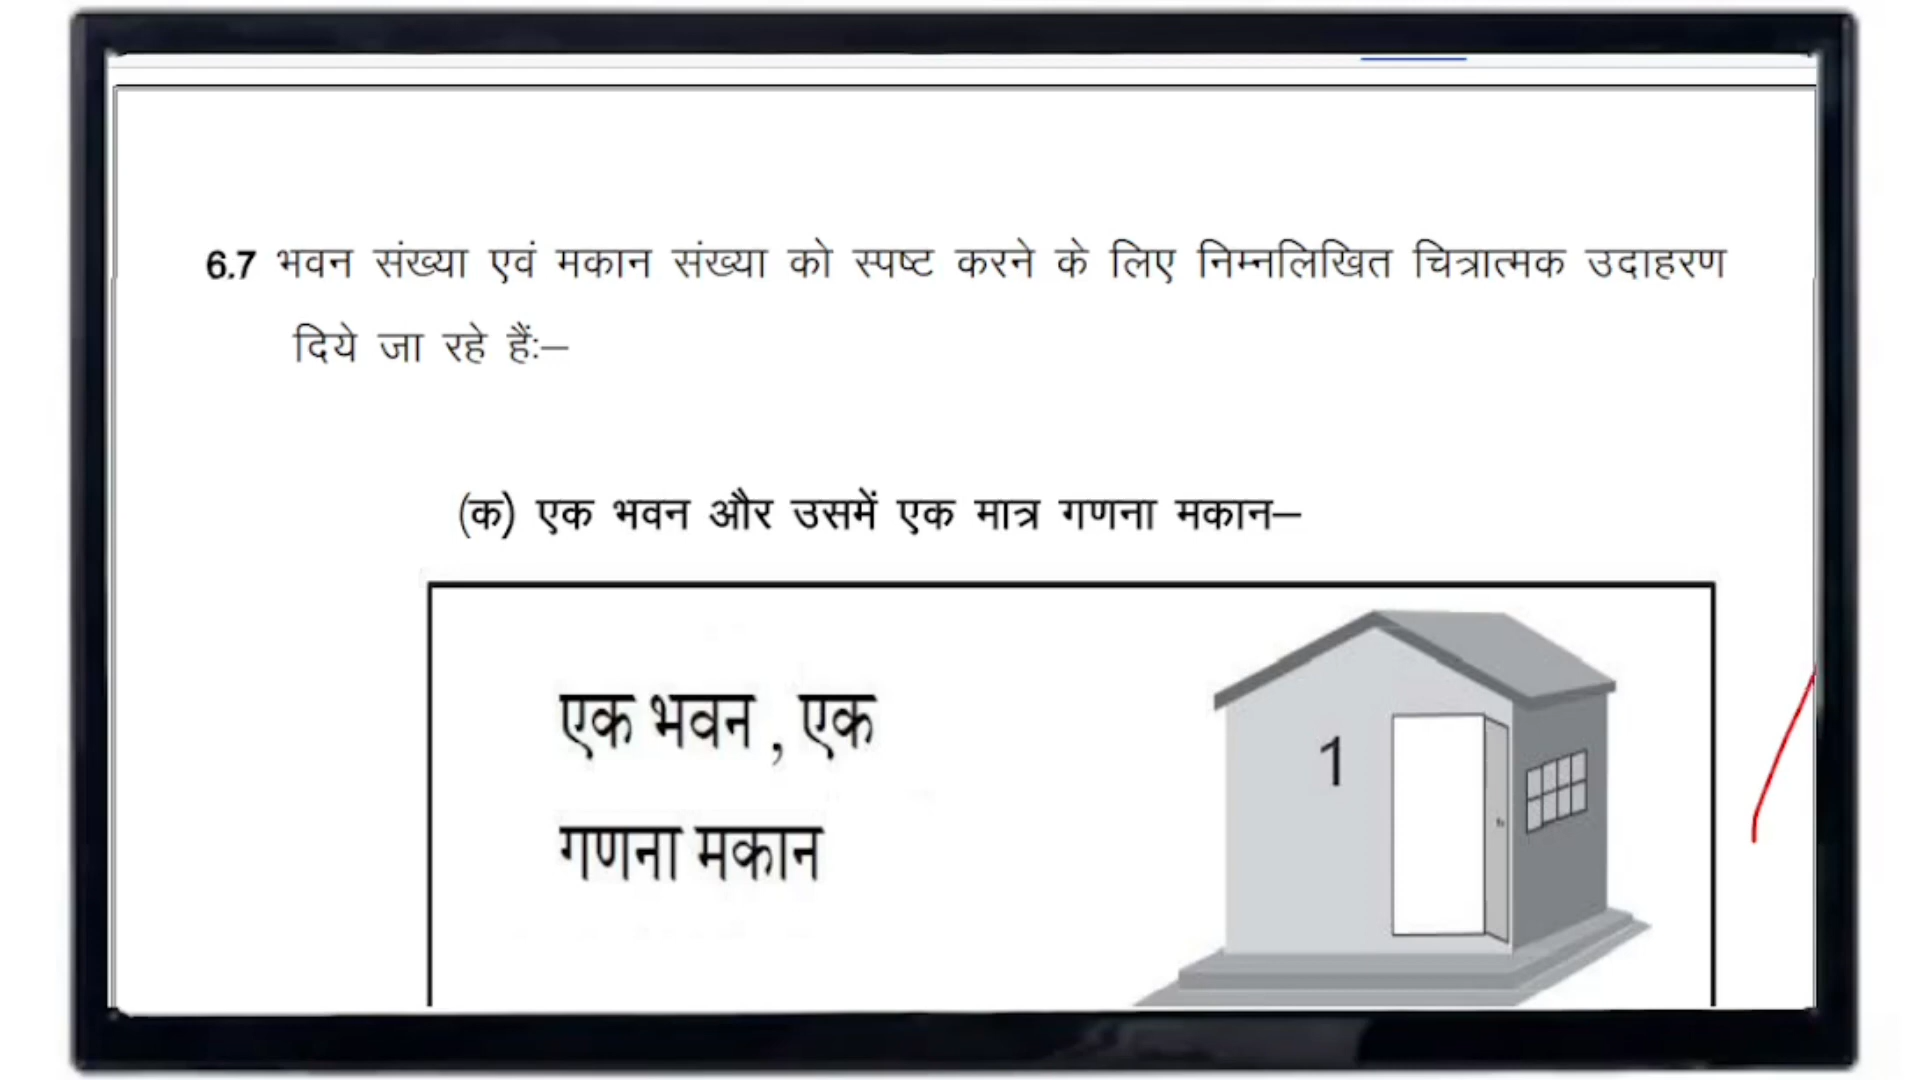 6.7 भवन संख्या एवं मकान संख्या को स्पष्ट करने के लिए निम्नलिखित चित्रात्मक उदाहरण
दिये जा रहे हैं:–
(क) एक भवन और उसमें एक मात्र गणना मकान–
एक भवन , एक
गणना मकान
1